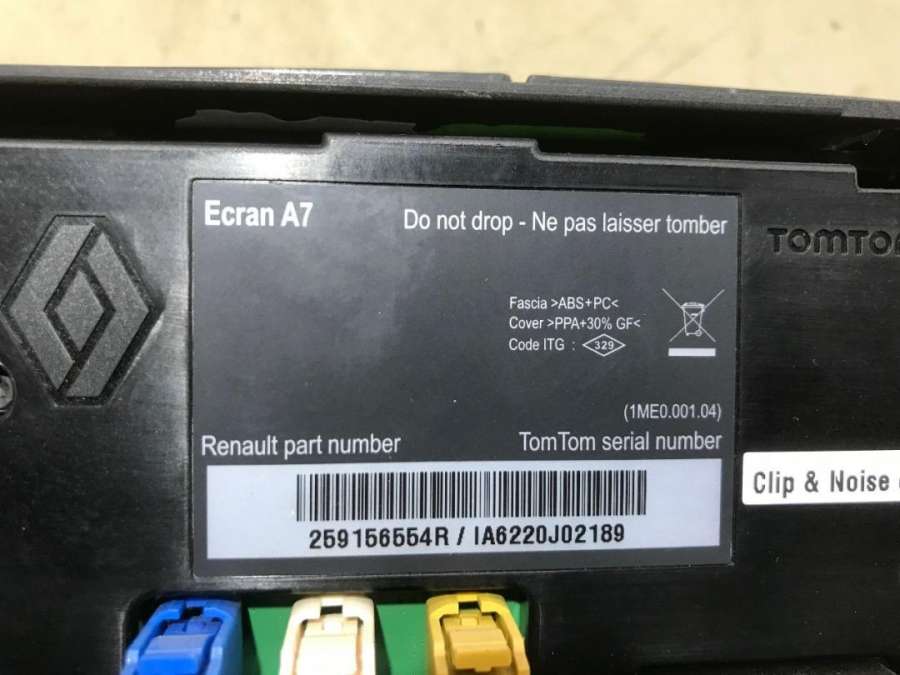 Ecran A7
Do not drop - Ne pas laisser tomber
TOMTOM
Fascia >ABS+PC<
Cover >PPA+30% GF<
Code ITG : 329
(1ME0.001.04)
Renault part number
TomTom serial number
Clip & Noise
259156554R / IA6220J02189